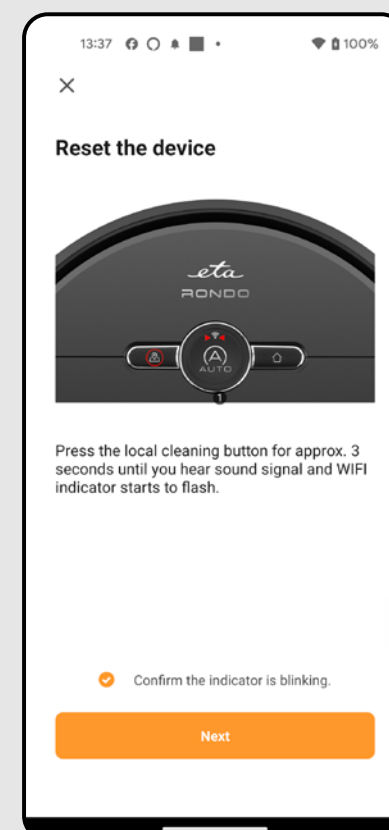 13:37
100%
Reset the device
eta
RONDO
A
AUTO
1
Press the local cleaning button for approx. 3
seconds until you hear sound signal and WIFI
indicator starts to flash.
Confirm the indicator is blinking.
Next